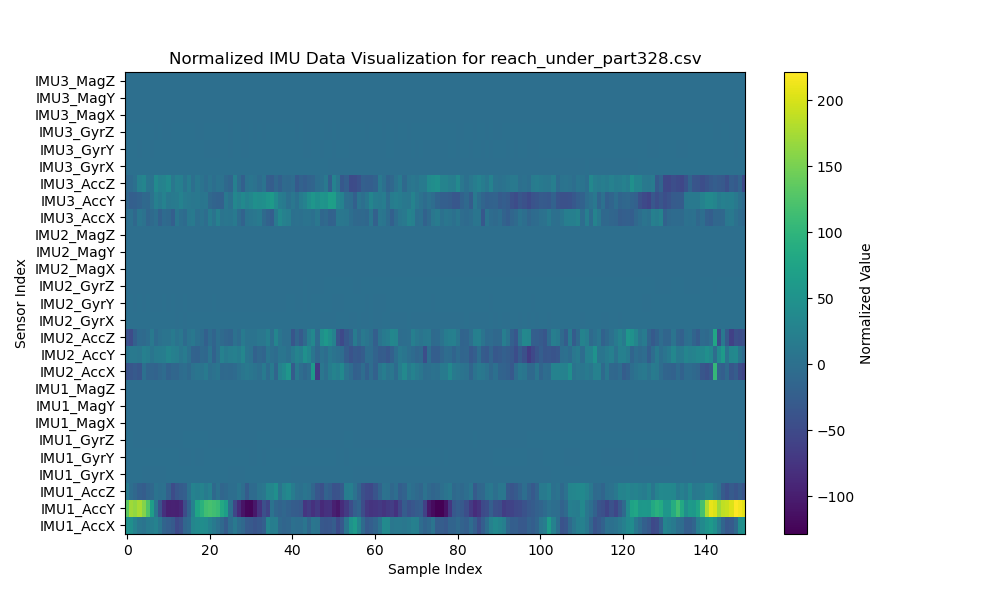 Normalized IMU Data Visualization for reach_under_part328.csv
IMU3_MagZ
IMU3_MagY
IMU3_MagX
IMU3_GyrZ
IMU3_GyrY
IMU3_GyrX
IMU3_AccZ
IMU3_AccY
IMU3_AccX
IMU2_MagZ
IMU2_MagY
IMU2_MagX
IMU2_GyrZ
IMU2_GyrY
IMU2_GyrX
IMU2_AccZ
IMU2_AccY
IMU2_AccX
IMU1_MagZ
IMU1_MagY
IMU1_MagX
IMU1_GyrZ
IMU1_GyrY
IMU1_GyrX
IMU1_AccZ
IMU1_AccY
IMU1_AccX
Sensor Index
0 20 40 60 80 100 120 140
Sample Index
200
150
100
50
0
−50
−100
Normalized Value